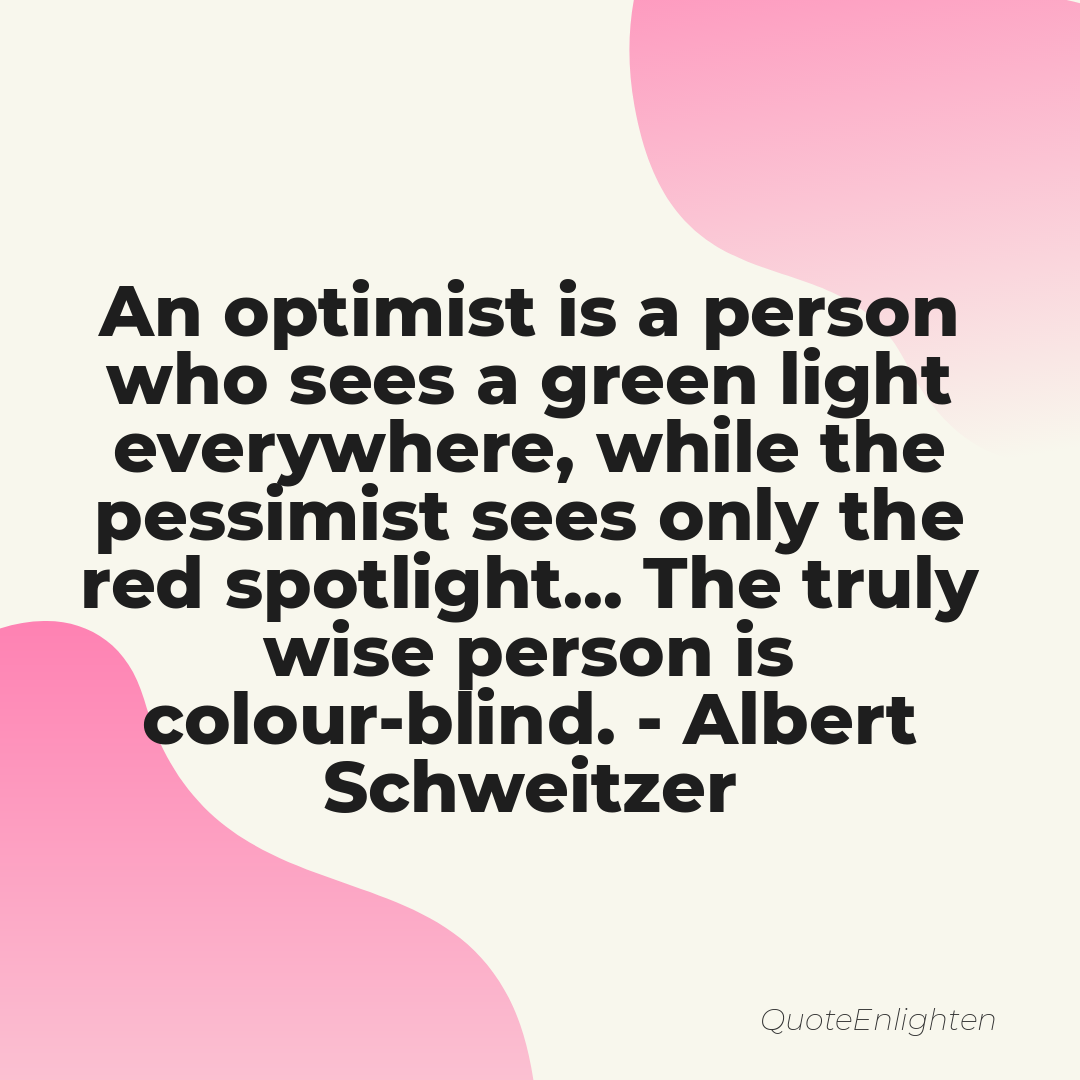 An optimist is a person
who sees a green light
everywhere, while the
pessimist sees only the
red spotlight... The truly
wise person is
colour-blind. - Albert
Schweitzer
QuoteEnlighten